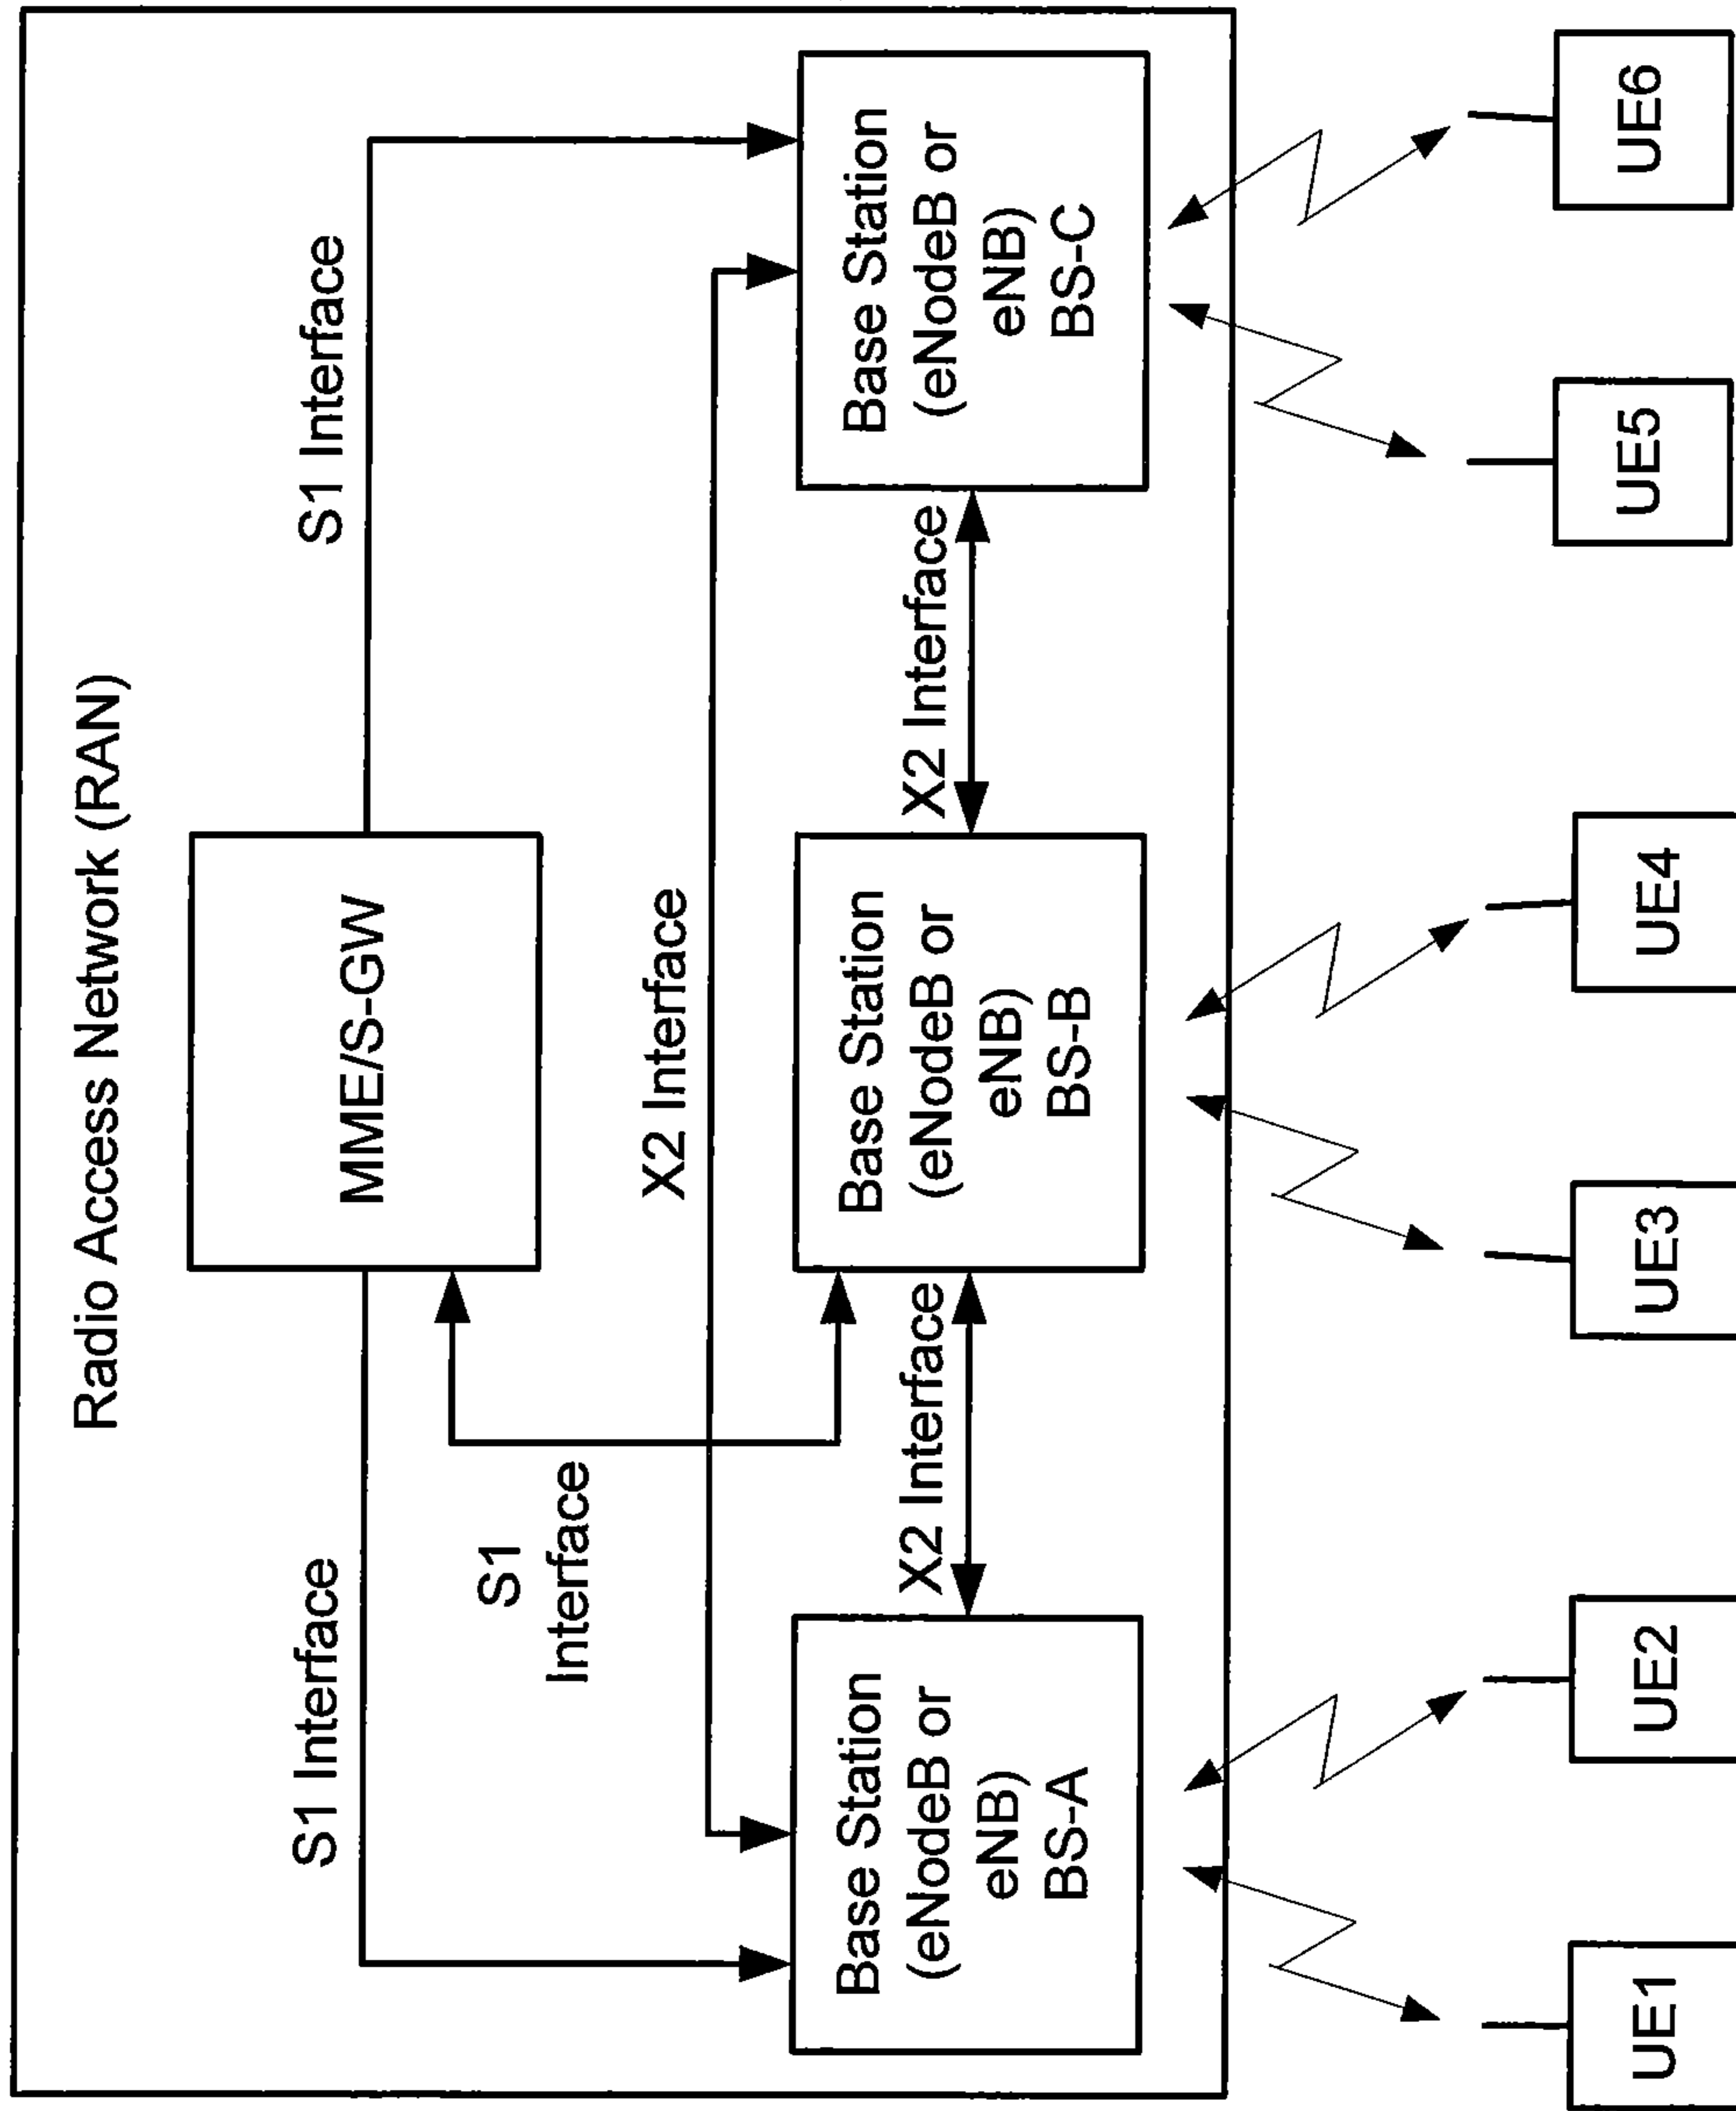 Radio Access Network (RAN)
MME/S-GW
S1 Interface
S1 Interface
S1
Interface
X2 Interface
Base Station
(eNodeB or
eNB)
BS-A
X2 Interface
Base Station
(eNodeB or
eNB)
BS-B
X2 Interface
Base Station
(eNodeB or
eNB)
BS-C
UE1
UE2
UE3
UE4
UE5
UE6